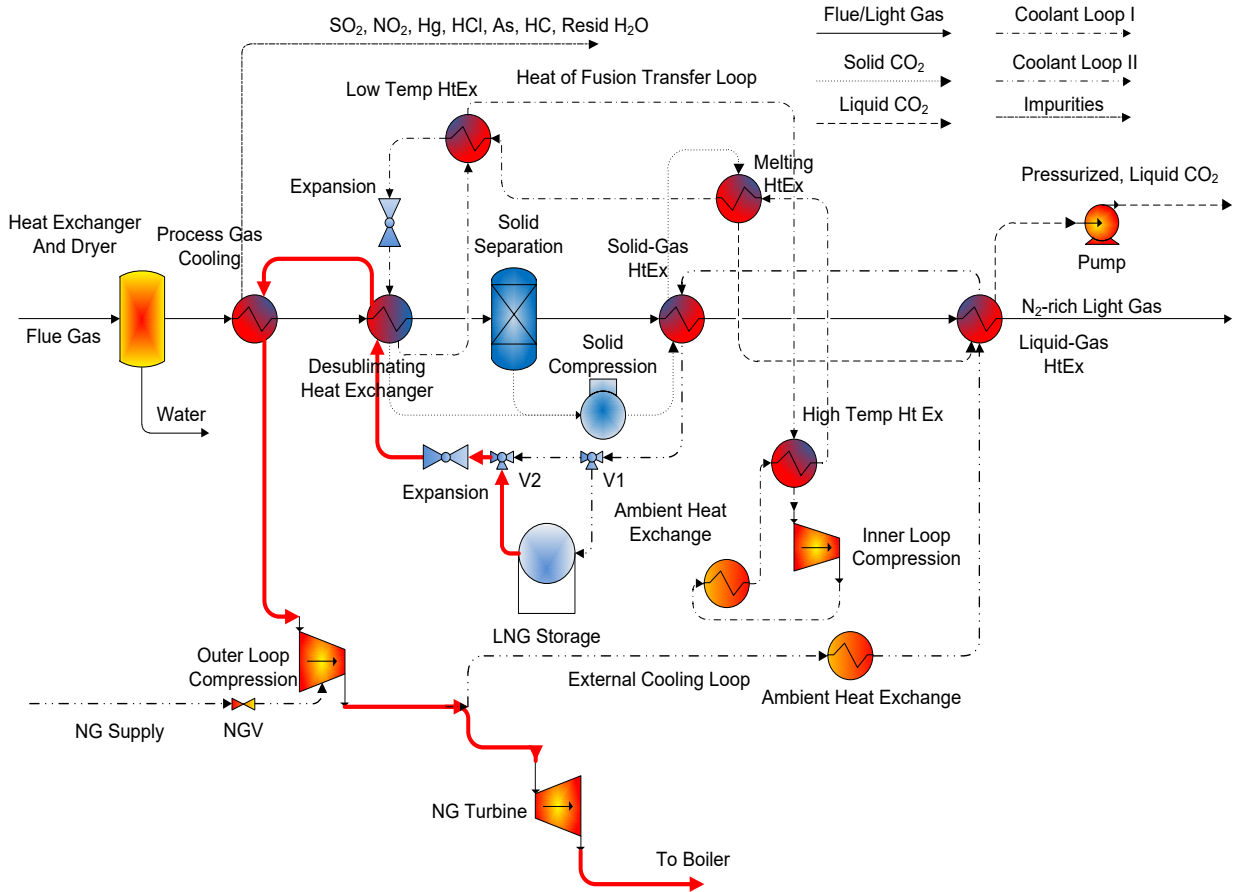 SO₂, NO₂, Hg, HCl, As, HC, Resid H₂O
Flue/Light Gas
Coolant Loop I
Solid CO₂
Coolant Loop II
Liquid CO₂
Impurities
Heat of Fusion Transfer Loop
Low Temp HtEx
Melting
HtEx
Pressurized, Liquid CO₂
Expansion
Heat Exchanger
And Dryer
Process Gas
Cooling
Solid
Separation
Solid-Gas
HtEx
Pump
Flue Gas
N₂-rich Light Gas
Liquid-Gas
HtEx
Desublimating
Heat Exchanger
Solid
Compression
Water
High Temp Ht Ex
Expansion
V2
V1
Ambient Heat
Exchange
Inner Loop
Compression
LNG Storage
Outer Loop
Compression
External Cooling Loop
Ambient Heat Exchange
NG Supply
NGV
NG Turbine
To Boiler